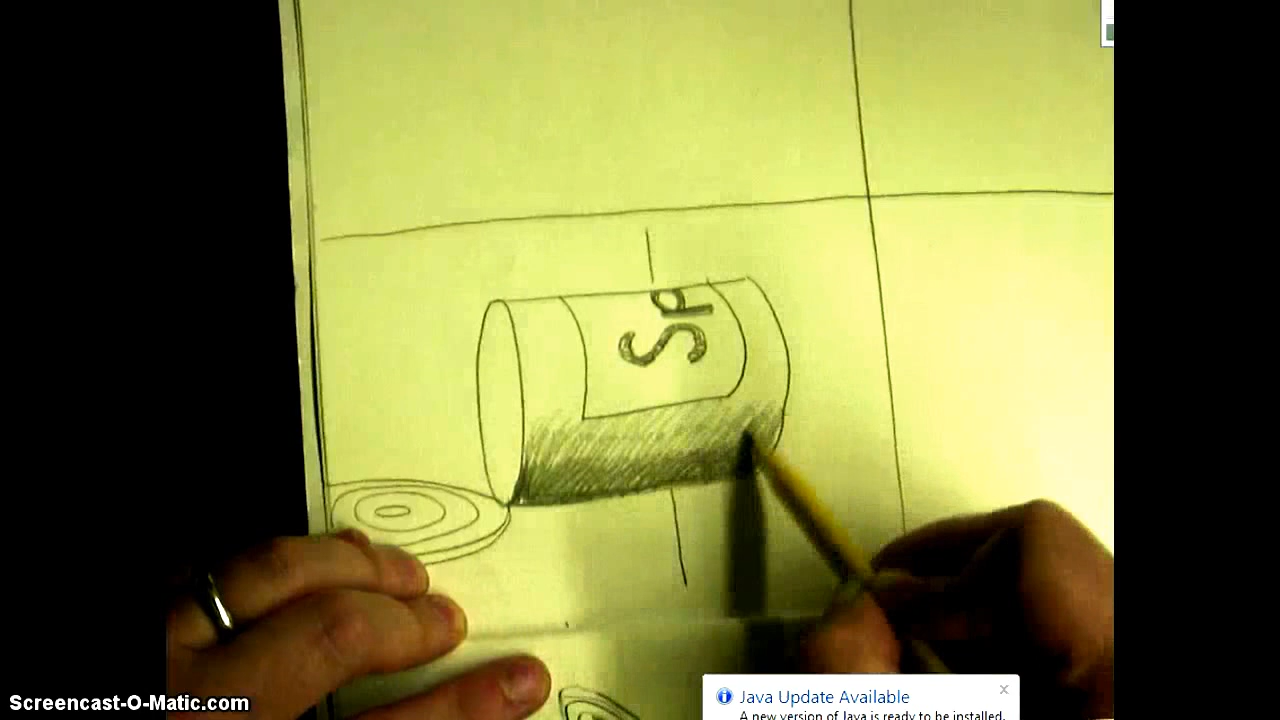 Sp
Java Update Available
A new version of Java is ready to be installed.
Screencast-O-Matic.com